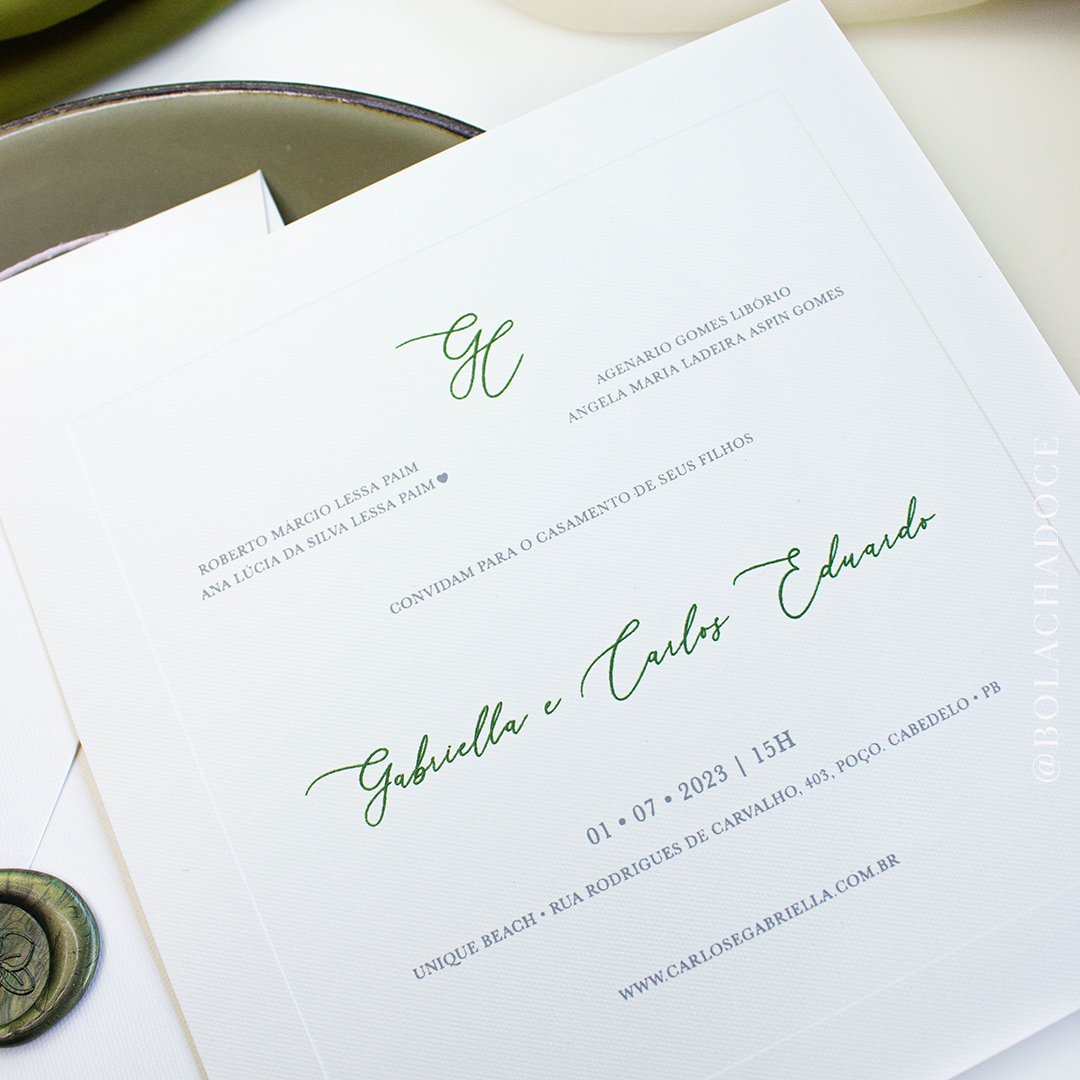 GC
ROBERTO MÁRCIO LESSA PAIM
ANA LÚCIA DA SILVA LESSA PAIM
AGENARIO GOMES LIBÓRIO
ANGELA MARIA LADEIRA ASPIN GOMES
CONVIDAM PARA O CASAMENTO DE SEUS FILHOS
Gabriella e Carlos Eduardo
01 • 07 • 2023 | 15H
UNIQUE BEACH • RUA RODRIGUES DE CARVALHO, 403, POÇO. CABEDELO • PB
WWW.CARLOSEGABRIELLA.COM.BR
@BOLACHADOCE